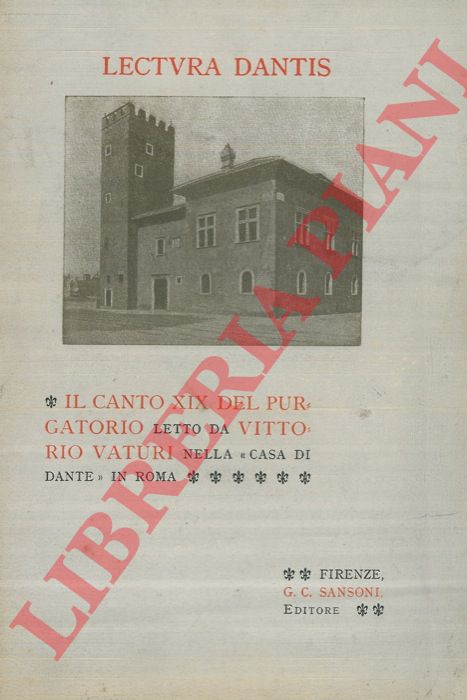 LECTVRA DANTIS
IL CANTO XIX DEL PUR=
GATORIO LETTO DA VITTO=
RIO VATURI NELLA «CASA DI
DANTE» IN ROMA
FIRENZE,
G. C. SANSONI,
EDITORE
LIBRERIA PIANI